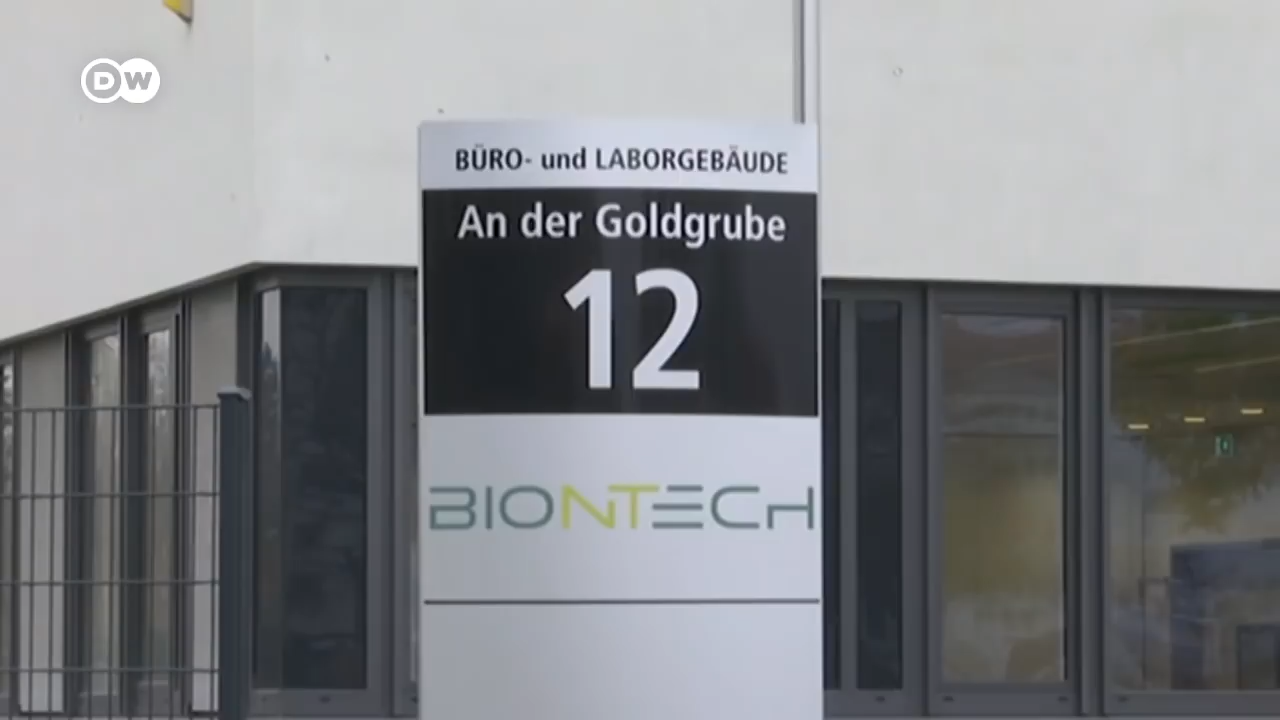 DW
BÜRO- und LABORGEBÄUDE
An der Goldgrube
12
BIONTECH